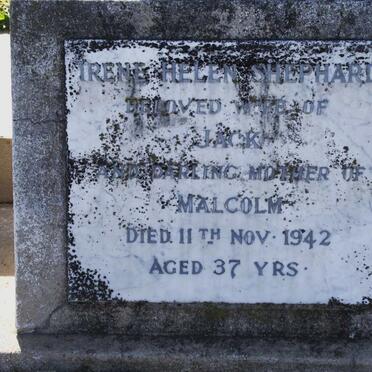 IRENE HELEN SHEPHARD
BELOVED WIFE OF
JACK
AND DARLING MOTHER OF
MALCOLM
DIED 11TH NOV. 1942
AGED 37 YRS.